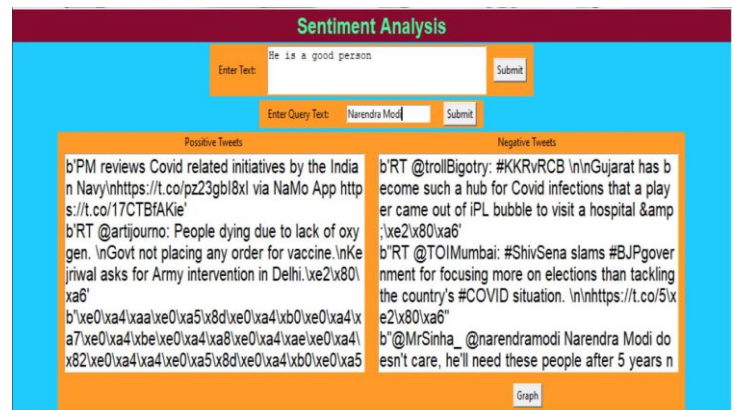 Sentiment Analysis
Enter Text:
He is a good person
Submit
Enter Query Text:
Narendra Modi
Submit
Possitive Tweets
b'PM reviews Covid related initiatives by the India
n Navy\nhttps://t.co/pz23gbI8xI via NaMo App http
s://t.co/17CTBfAKie'
b'RT @artijourno: People dying due to lack of oxy
gen. \nGovt not placing any order for vaccine.\nKe
jriwal asks for Army intervention in Delhi.\xe2\x80\
xa6'
b'\xe0\xa4\xaa\xe0\xa5\x8d\xe0\xa4\xb0\xe0\xa4\x
a7\xe0\xa4\xbe\xe0\xa4\xa8\xe0\xa4\xae\xe0\xa4\
x82\xe0\xa4\xa4\xe0\xa5\x8d\xe0\xa4\xb0\xe0\xa5
Negative Tweets
b'RT @trollBigotry: #KKRvRCB \n\nGujarat has b
ecome such a hub for Covid infections that a play
er came out of iPL bubble to visit a hospital &amp
;\xe2\x80\xa6'
b"RT @TOIMumbai: #ShivSena slams #BJPgover
nment for focusing more on elections than tackling
the country's #COVID situation. \n\nhttps://t.co/5\x
e2\x80\xa6"
b"@MrSinha_ @narendramodi Narendra Modi do
esn't care, he'll need these people after 5 years n
Graph